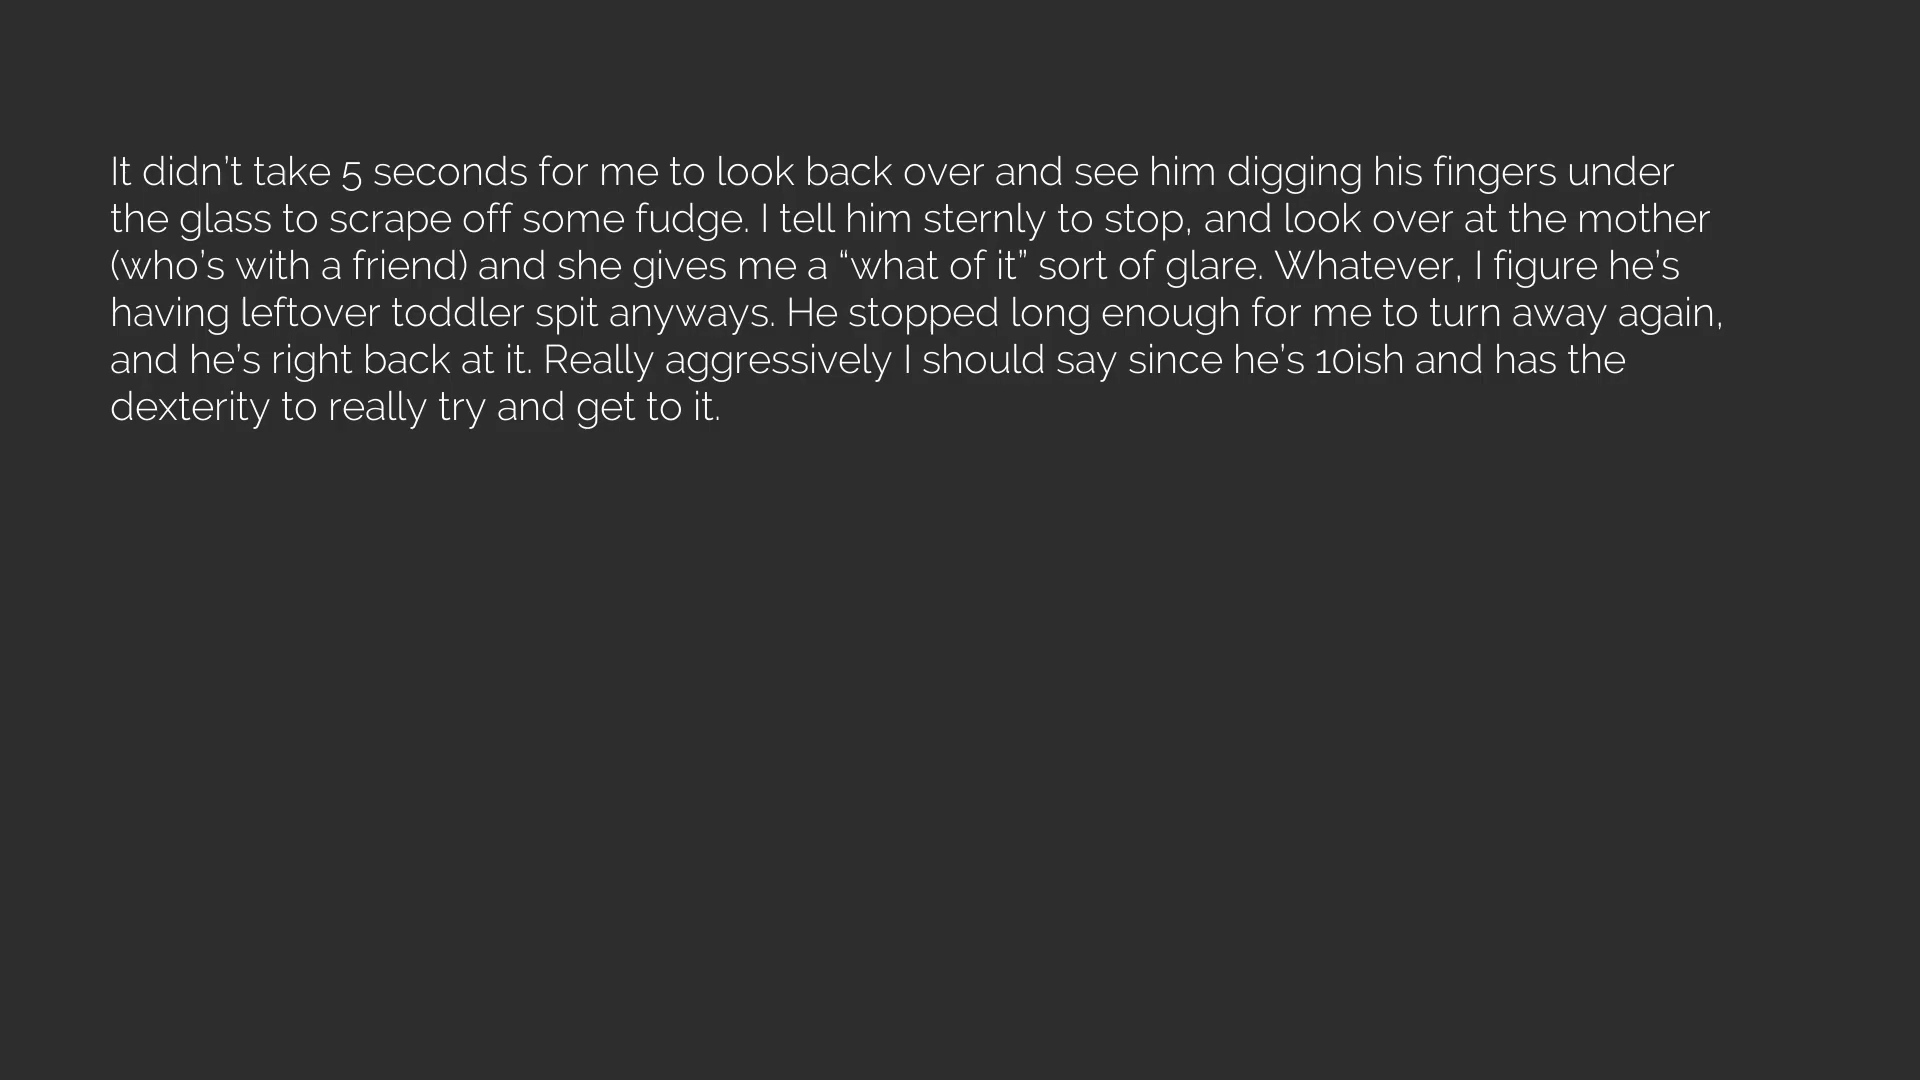 It didn’t take 5 seconds for me to look back over and see him digging his fingers under
the glass to scrape off some fudge. I tell him sternly to stop, and look over at the mother
(who’s with a friend) and she gives me a “what of it” sort of glare. Whatever, I figure he’s
having leftover toddler spit anyways. He stopped long enough for me to turn away again,
and he’s right back at it. Really aggressively I should say since he’s 10ish and has the
dexterity to really try and get to it.